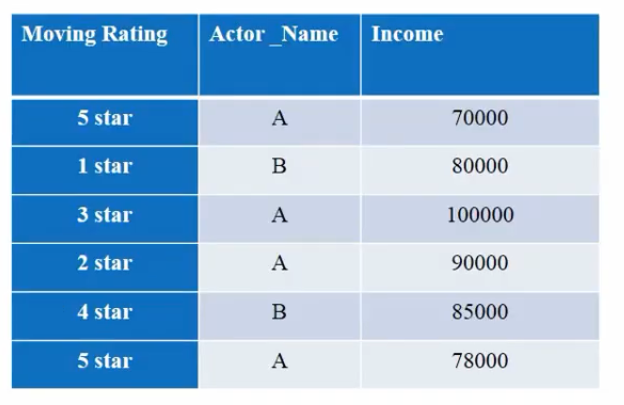 Moving Rating Actor _Name Income
5 star A 70000
1 star B 80000
3 star A 100000
2 star A 90000
4 star B 85000
5 star A 78000